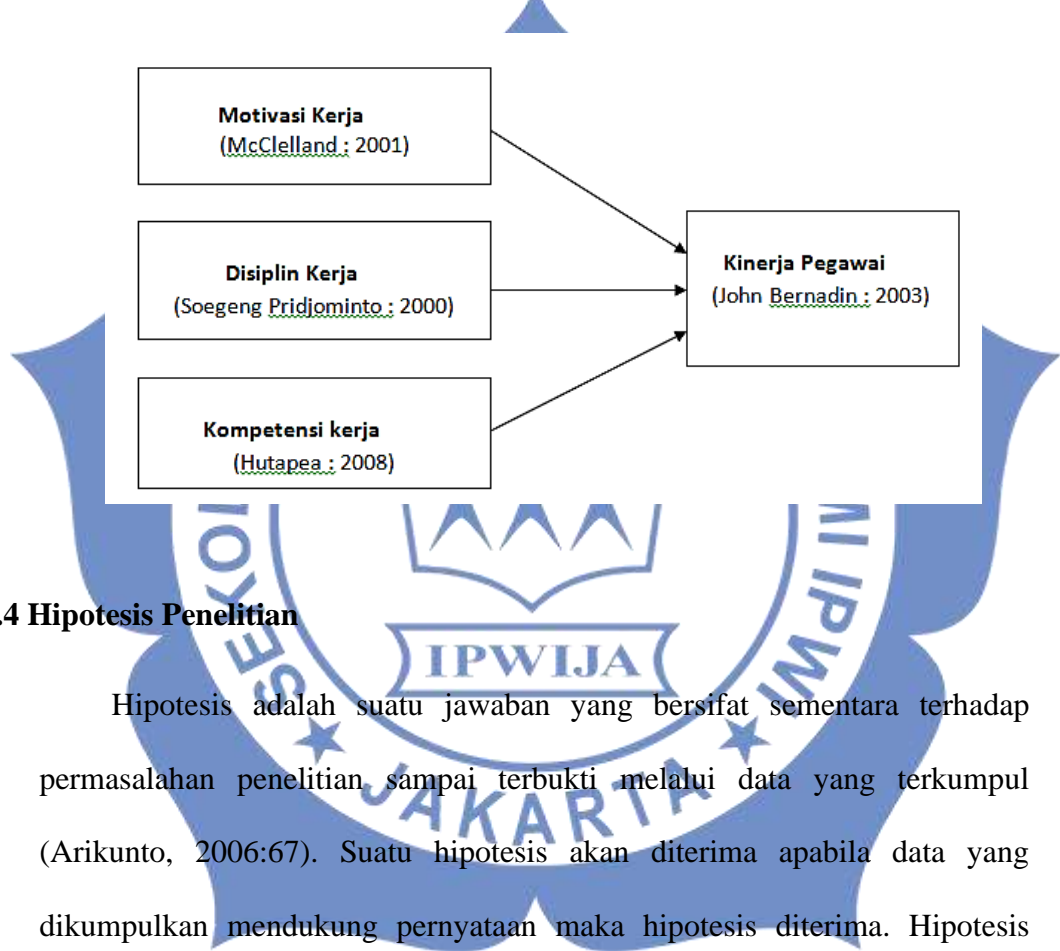 Motivasi Kerja
(McClelland : 2001)
Disiplin Kerja
(Soegeng Pridjominto : 2000)
Kinerja Pegawai
(John Bernadin : 2003)
Kompetensi kerja
(Hutapea : 2008)
.4 Hipotesis Penelitian
IPWIJA
JAKARTA
Hipotesis adalah suatu jawaban yang bersifat sementara terhadap
permasalahan penelitian sampai terbukti melalui data yang terkumpul
(Arikunto, 2006:67). Suatu hipotesis akan diterima apabila data yang
dikumpulkan mendukung pernyataan maka hipotesis diterima. Hipotesis